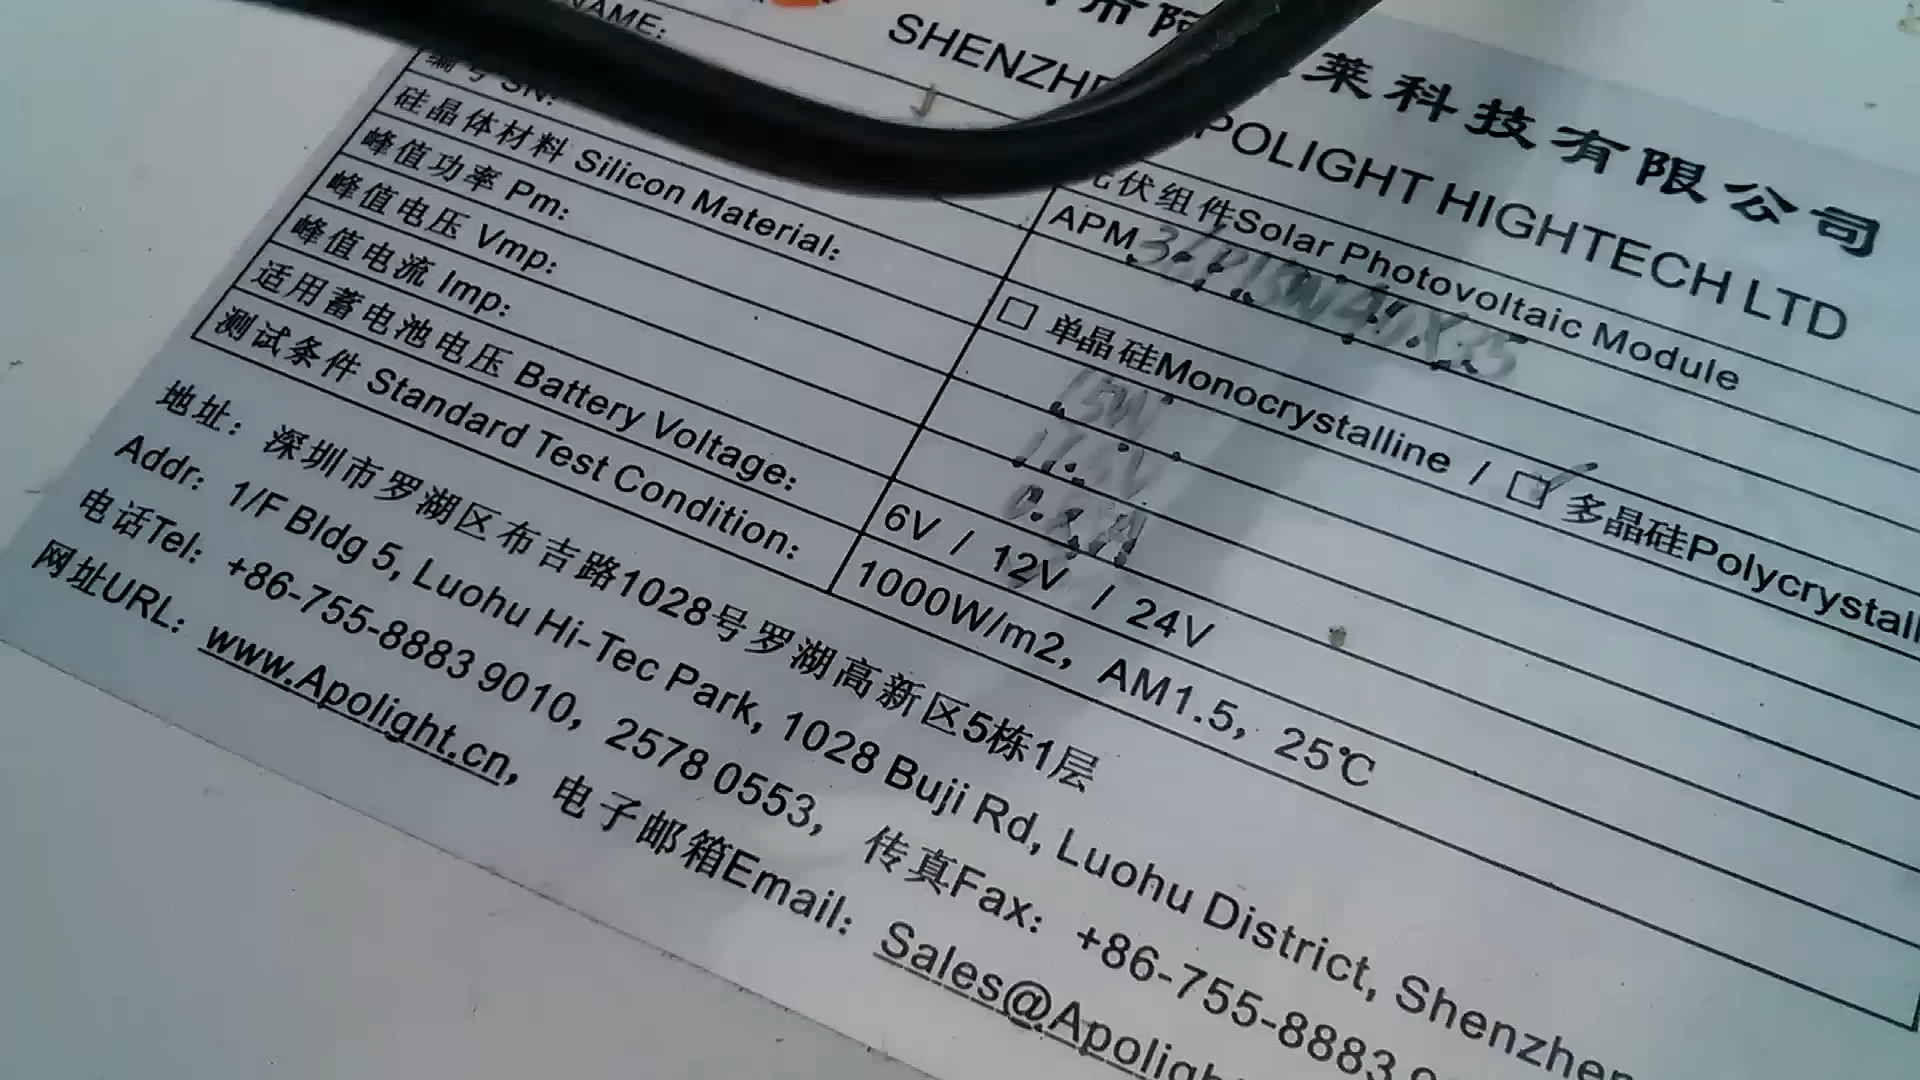 莱科技有限公司
SHENZHE POLIGHT HIGHTECH LTD
NAME: 伏组件Solar Photovoltaic Module
编号 SN: APM
硅晶体材料 Silicon Material: □ 单晶硅Monocrystalline / □ 多晶硅Polycrystall
峰值功率 Pm: 15W
峰值电压 Vmp:
峰值电流 Imp:
适用蓄电池电压 Battery Voltage: 6V / 12V / 24V
测试条件 Standard Test Condition: 1000W/m2, AM1.5, 25℃
地址: 深圳市罗湖区布吉路1028号罗湖高新区5栋1层
Addr: 1/F Bldg 5, Luohu Hi-Tec Park, 1028 Buji Rd, Luohu District, Shenzhen
电话Tel: +86-755-8883 9010, 2578 0553, 传真Fax: +86-755-8883 9
网址URL: www.Apolight.cn, 电子邮箱Email: Sales@Apoligh